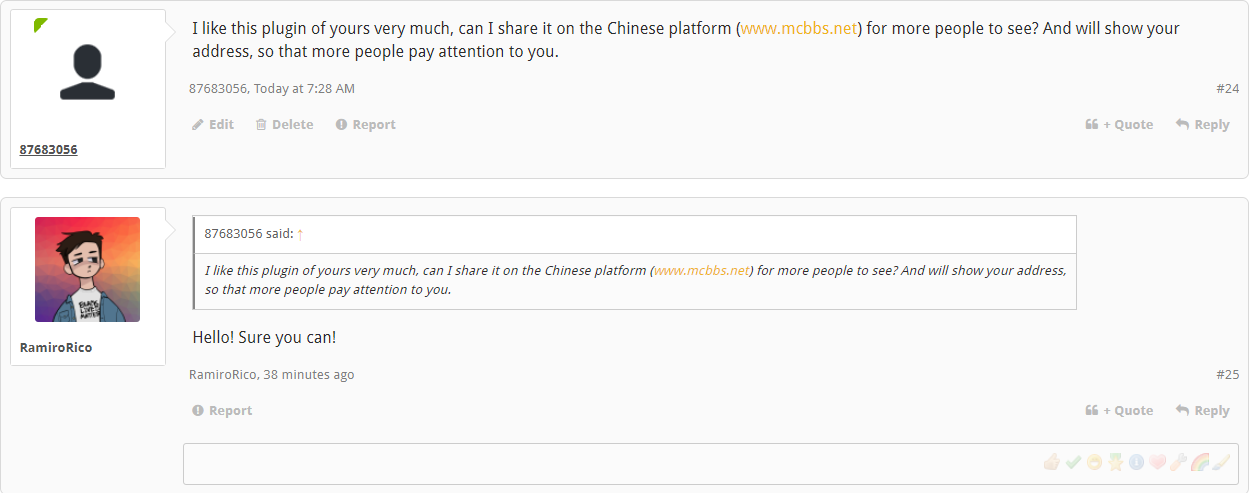 I like this plugin of yours very much, can I share it on the Chinese platform (www.mcbbs.net) for more people to see? And will show your
address, so that more people pay attention to you.
87683056, Today at 7:28 AM #24
Edit Delete Report + Quote Reply
87683056
87683056 said: ↑
I like this plugin of yours very much, can I share it on the Chinese platform (www.mcbbs.net) for more people to see? And will show your address,
so that more people pay attention to you.
BLACK
LIVES
MATTER
Hello! Sure you can!
RamiroRico
RamiroRico, 38 minutes ago #25
Report + Quote Reply